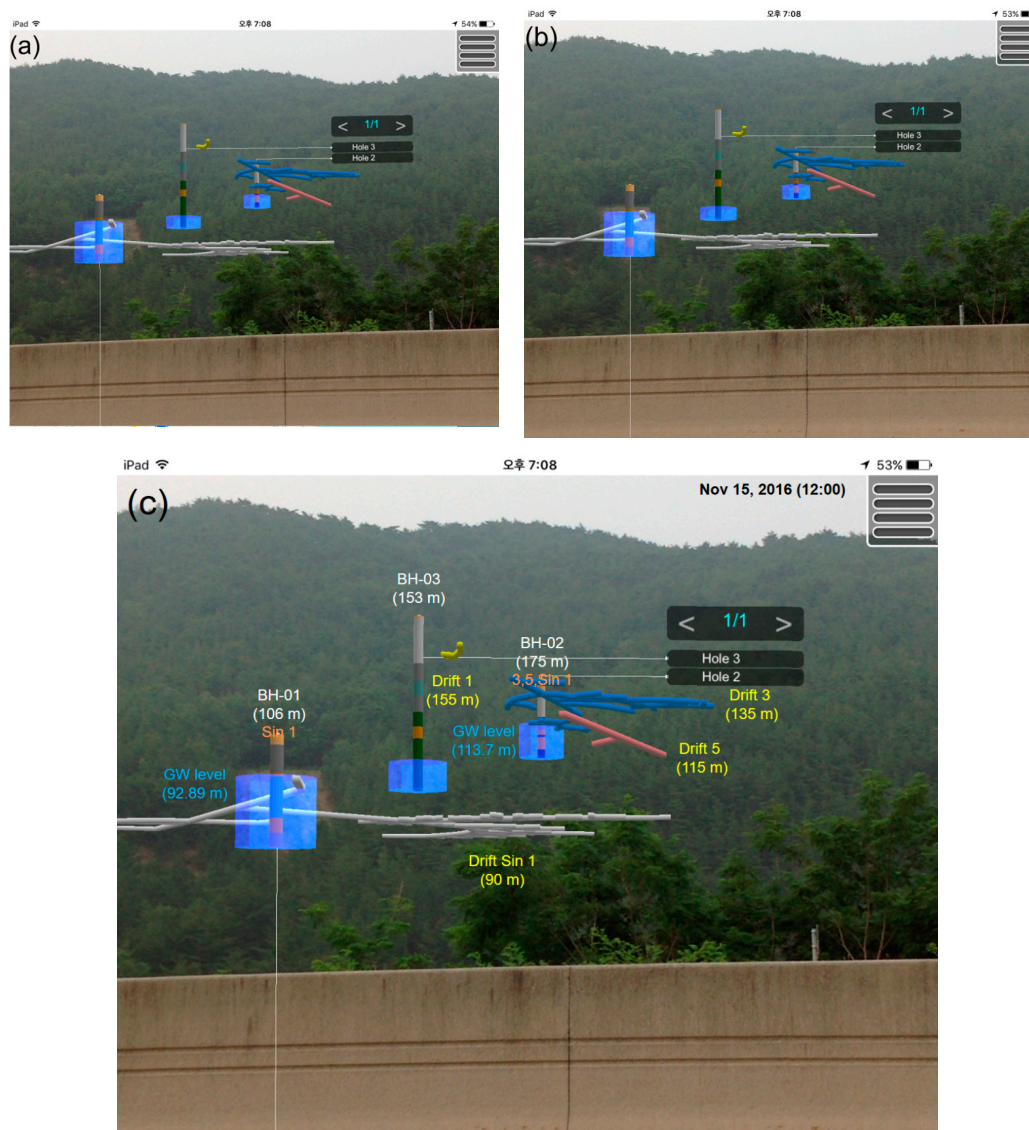 iPad 오후 7:08 54%
(a)
< 1/1 >
Hole 3
Hole 2
iPad 오후 7:08 53%
(b)
< 1/1 >
Hole 3
Hole 2
iPad 오후 7:08 53%
(c)
Nov 15, 2016 (12:00)
BH-03
(153 m)
< 1/1 >
BH-02
(175 m)
3,5,Sin 1
Hole 3
Hole 2
Drift 1
(155 m)
BH-01
(106 m)
Sin 1
Drift 3
(135 m)
GW level
(113.7 m)
Drift 5
(115 m)
GW level
(92.89 m)
Drift Sin 1
(90 m)